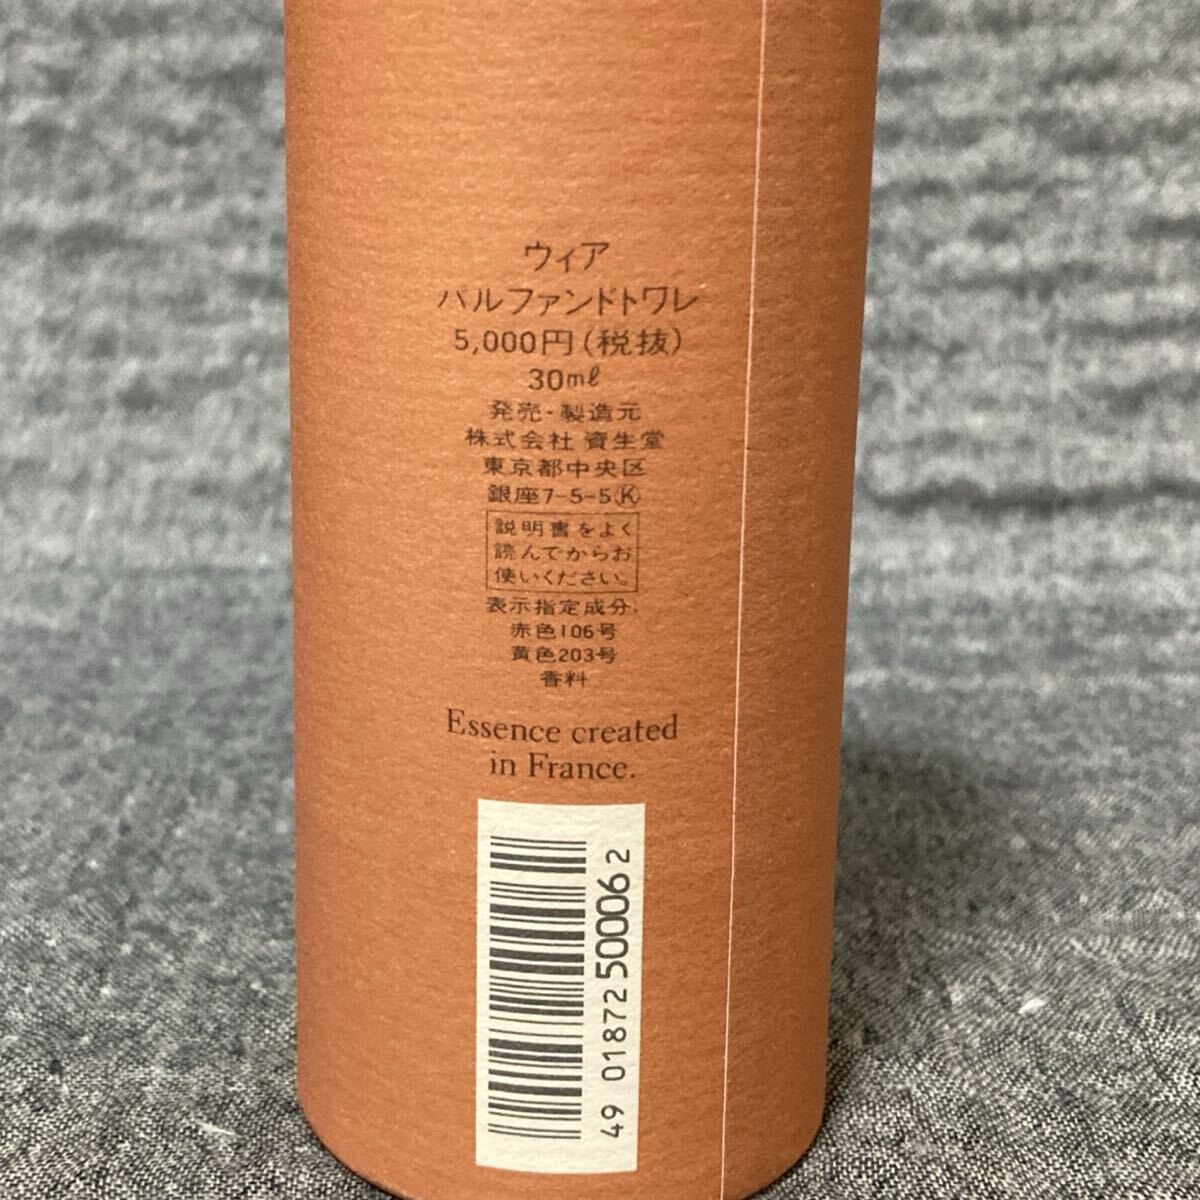 ウィア
パルファンドトワレ
5,000円(税抜)
30ml
発売・製造元
株式会社 資生堂
東京都中央区
銀座7-5-5Ⓚ
説明書をよく
読んでからお
使いください。
表示指定成分:
赤色106号
黄色203号
香料
Essence created
in France.
49 01872 50006 2